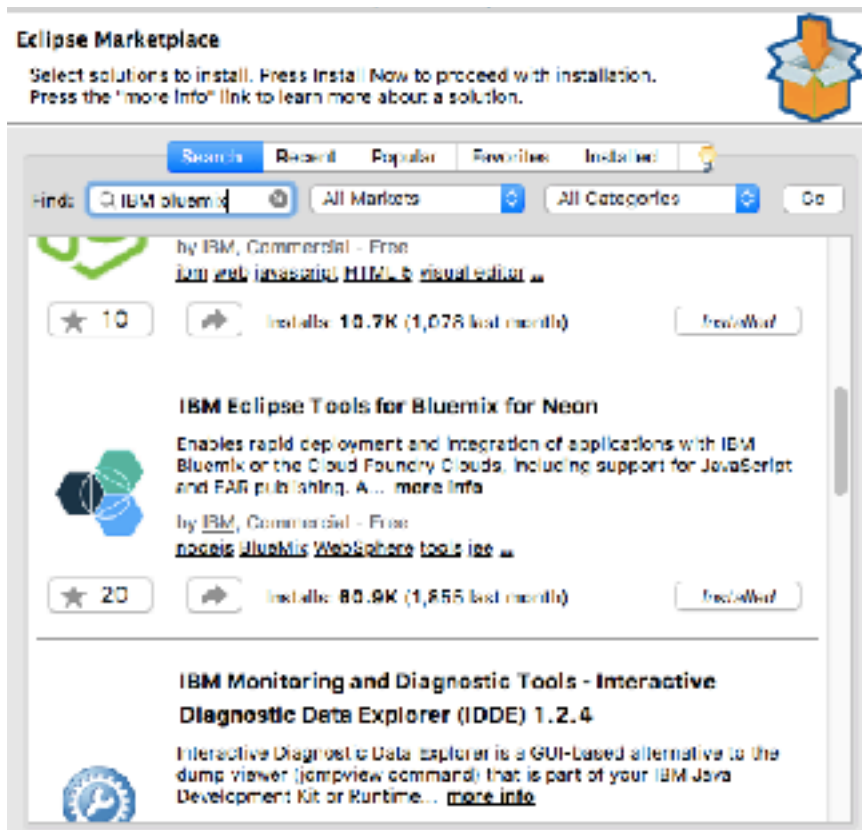 Eclipse Marketplace
Select solutions to install. Press Install Now to proceed with installation.
Press the "more info" link to learn more about a solution.
Search Recent Popular Favorites Installed
Find: IBM bluemix All Markets All Categories Go
by IBM, Commercial - Free
ibm web javascript HTML 5 visual editor ...
10 Installs: 10.7K (1,078 last month) Installed
IBM Eclipse Tools for Bluemix for Neon
Enables rapid deployment and integration of applications with IBM
Bluemix or the Cloud Foundry Clouds, including support for JavaScript
and EAR publishing. A... more info
by IBM, Commercial - Free
nodejs BlueMix WebSphere tools jee ...
20 Installs: (1,855 last month) Installed
IBM Monitoring and Diagnostic Tools - Interactive
Diagnostic Data Explorer (IDDE) 1.2.4
Interactive Diagnostic Data Explorer is a GUI-based alternative to the
dump viewer (jdmpview command) that is part of your IBM Java
Development Kit or Runtime... more info